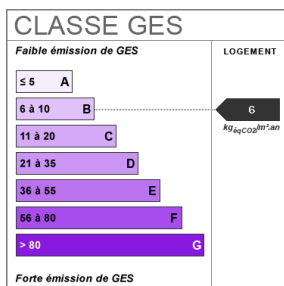 CLASSE GES
Faible émission de GES
LOGEMENT
≤ 5 A
6 à 10 B
6
kgéqCO2/m².an
11 à 20 C
21 à 35 D
36 à 55 E
56 à 80 F
> 80 G
Forte émission de GES